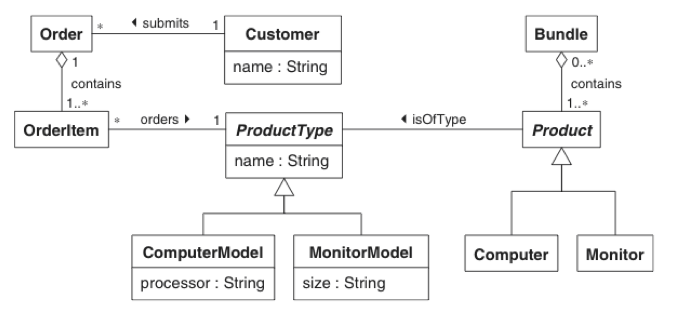 Order
*
◀ submits
1
Customer
name : String
Bundle
1
contains
1..*
0..*
contains
1..*
OrderItem
*
orders ▶
1
ProductType
name : String
◀ isOfType
Product
ComputerModel
processor : String
MonitorModel
size : String
Computer
Monitor